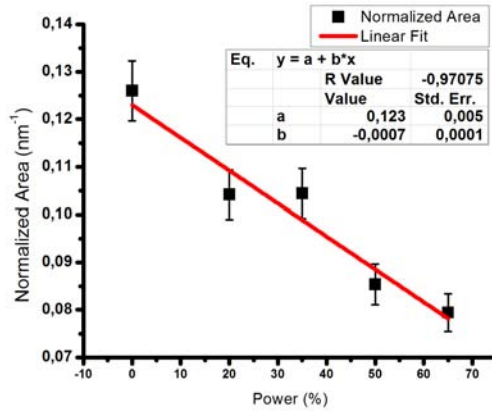 Normalized Area
Linear Fit
Eq. y = a + b*x
R Value -0,97075
Value Std. Err.
a 0,123 0,005
b -0,0007 0,0001
0,14
0,13
0,12
0,11
0,10
0,09
0,08
0,07
Normalized Area (nm⁻¹)
-10 0 10 20 30 40 50 60 70
Power (%)